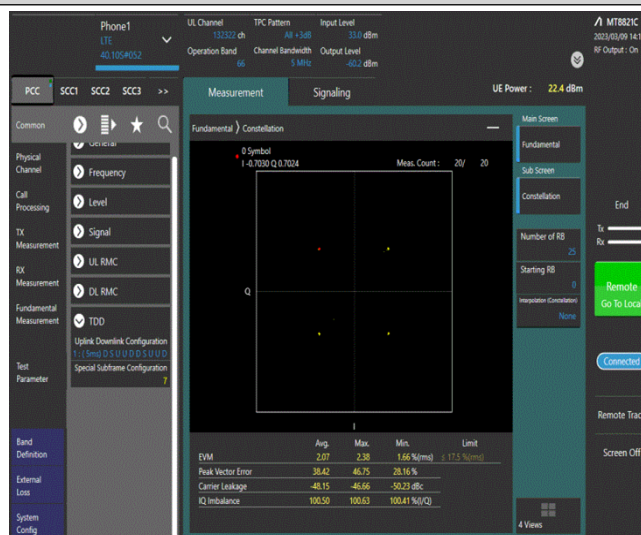 Phone1
LTE
40.105#052
UL Channel
132322 ch
TPC Pattern
All +3dB
Input Level
33.0 dBm
Operation Band
66
Channel Bandwidth
5 MHz
Output Level
-60.2 dBm
MT8821C
2023/03/09 14:1
RF Output : On
PCC SCC1 SCC2 SCC3 >>
Measurement
Signaling
UE Power : 22.4 dBm
Common
Physical
Channel
Call
Processing
TX
Measurement
RX
Measurement
Fundamental
Measurement
Test
Parameter
Band
Definition
External
Loss
System
Config
General
Frequency
Level
Signal
UL RMC
DL RMC
TDD
Uplink Downlink Configuration
1 : ( 5ms) D S U U D D S U U D
Special Subframe Configuration
7
Fundamental ⟩ Constellation
0 Symbol
I -0.7030 Q 0.7024
Meas. Count : 20/ 20
Q
I
Avg. Max. Min. Limit
EVM 2.07 2.38 1.66 %(rms) ≤ 17.5 %(rms)
Peak Vector Error 38.42 46.75 28.16 %
Carrier Leakage -48.15 -46.66 -50.23 dBc
IQ Imbalance 100.50 100.63 100.41 %(I/Q)
Main Screen
Fundamental
Sub Screen
Constellation
Number of RB
25
Starting RB
0
Interpolation (Constellation)
None
4 Views
End
Tx
Rx
Remote
Go To Loca
Connected
Remote Trac
Screen Off